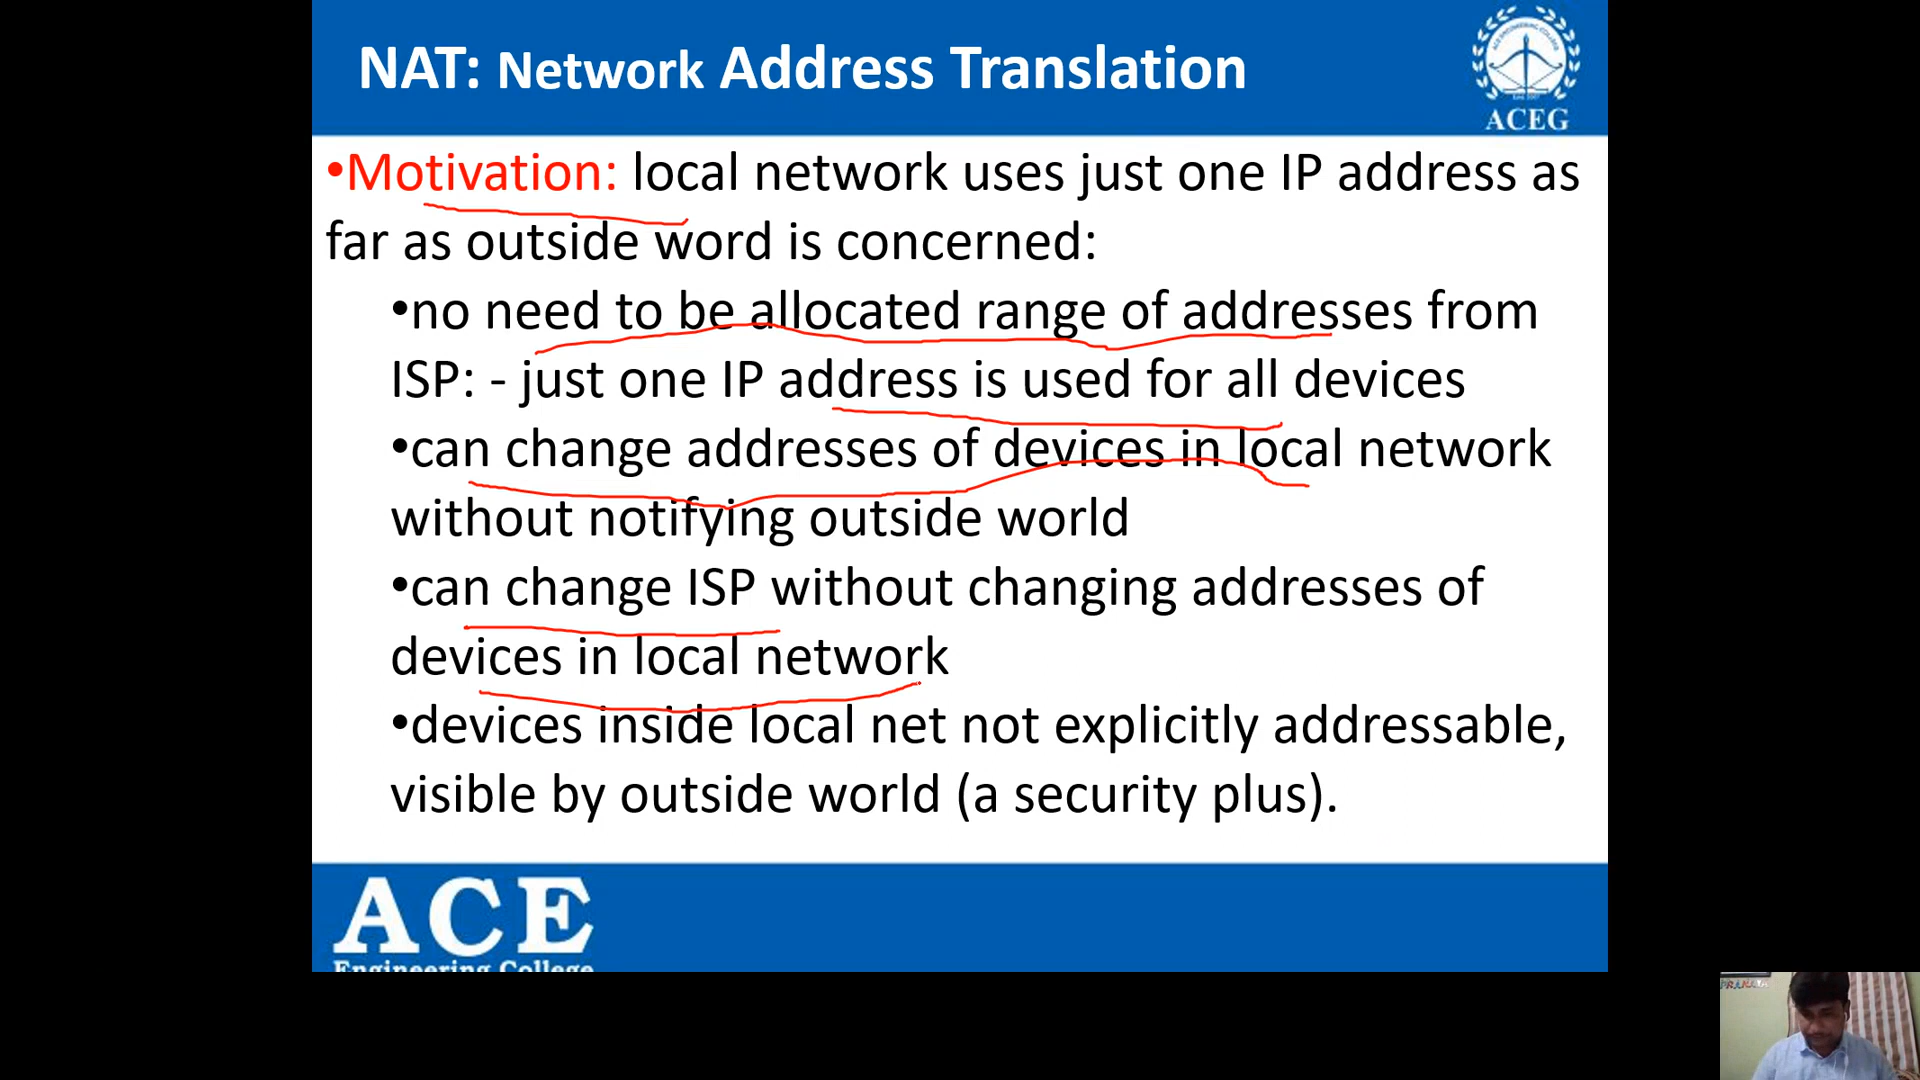 NAT: Network Address Translation
ACEG
•Motivation: local network uses just one IP address as
far as outside word is concerned:
•no need to be allocated range of addresses from
ISP: - just one IP address is used for all devices
•can change addresses of devices in local network
without notifying outside world
•can change ISP without changing addresses of
devices in local network
•devices inside local net not explicitly addressable,
visible by outside world (a security plus).
ACE
Engineering College